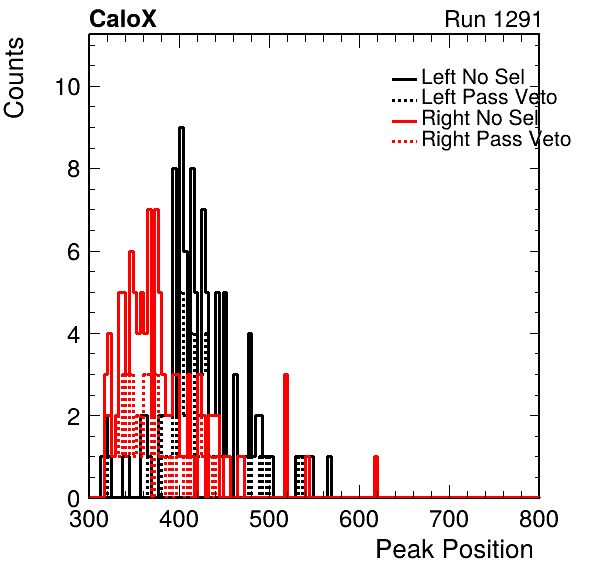 CaloX Run 1291
Counts
Left No Sel
Left Pass Veto
Right No Sel
Right Pass Veto
10
8
6
4
2
0
300 400 500 600 700 800
Peak Position